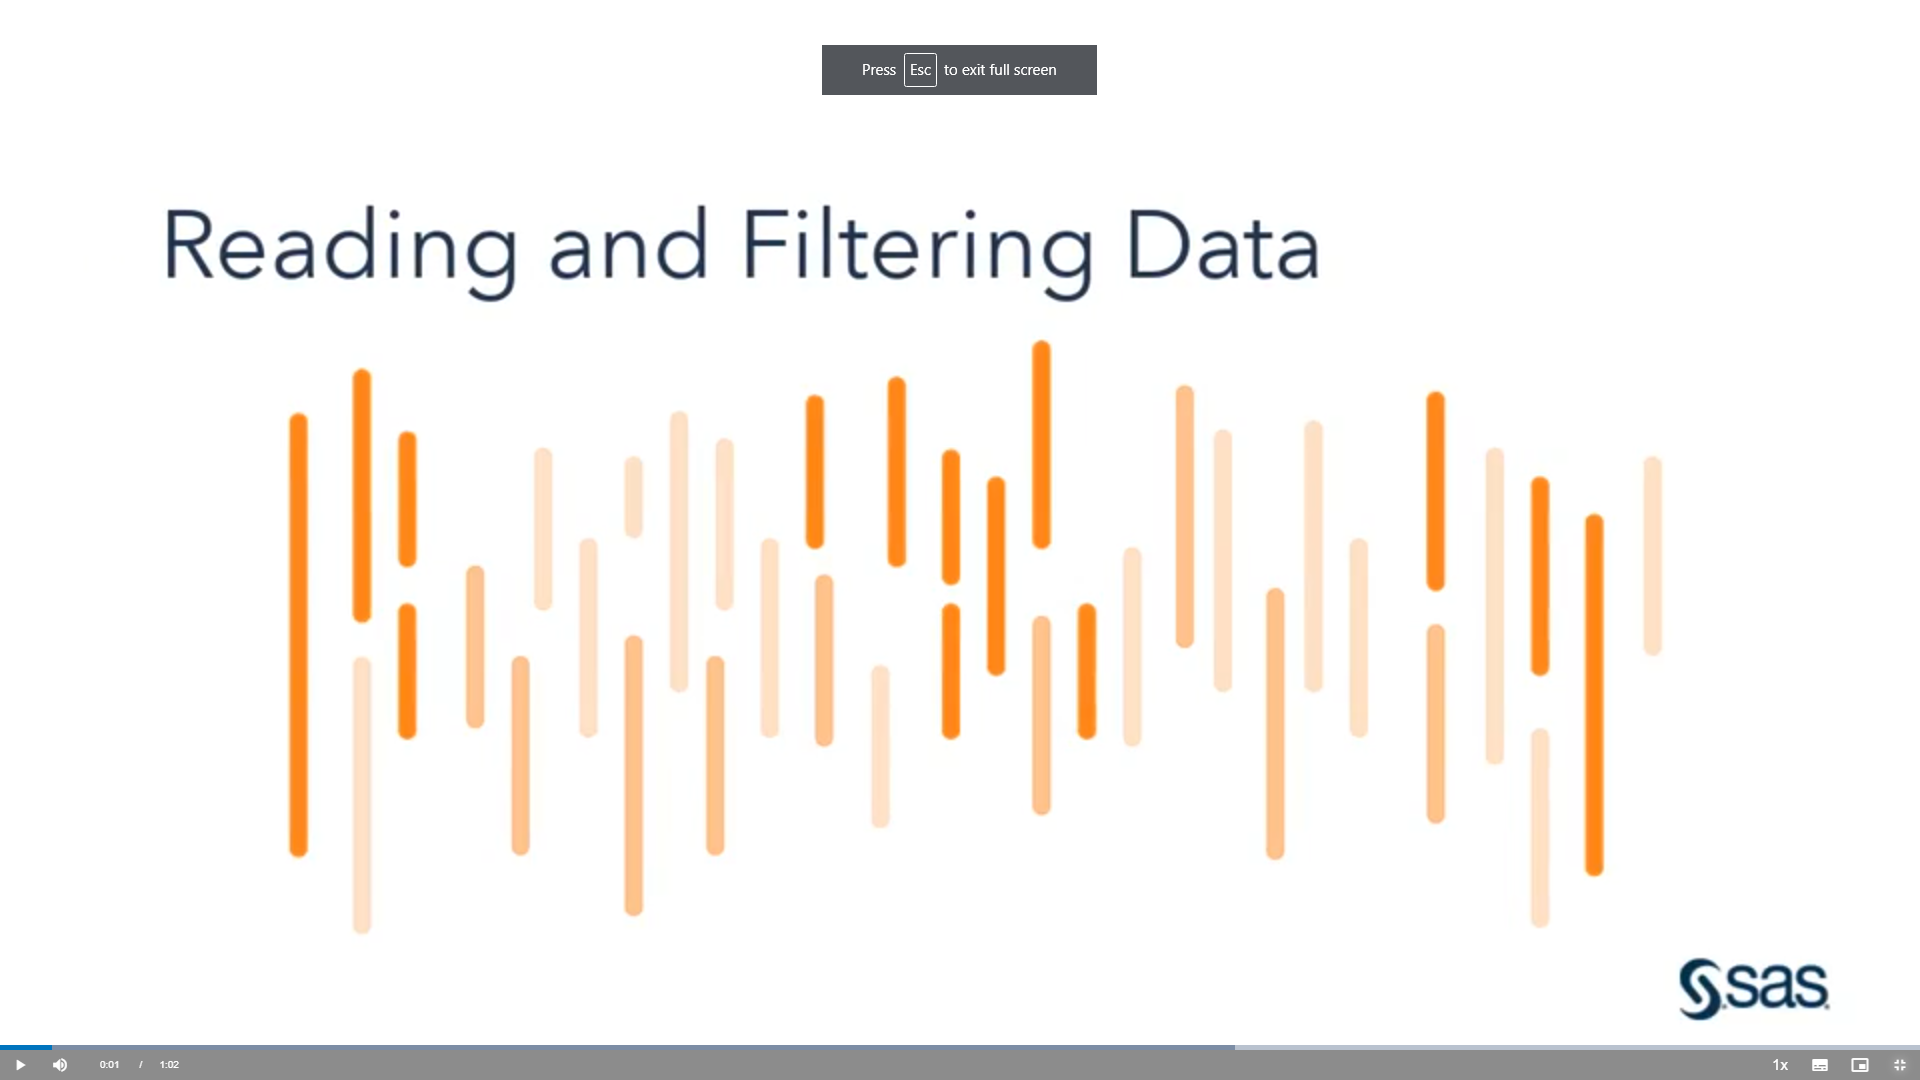 Press Esc to exit full screen
Reading and Filtering Data
sas
0:01 / 1:02
1x